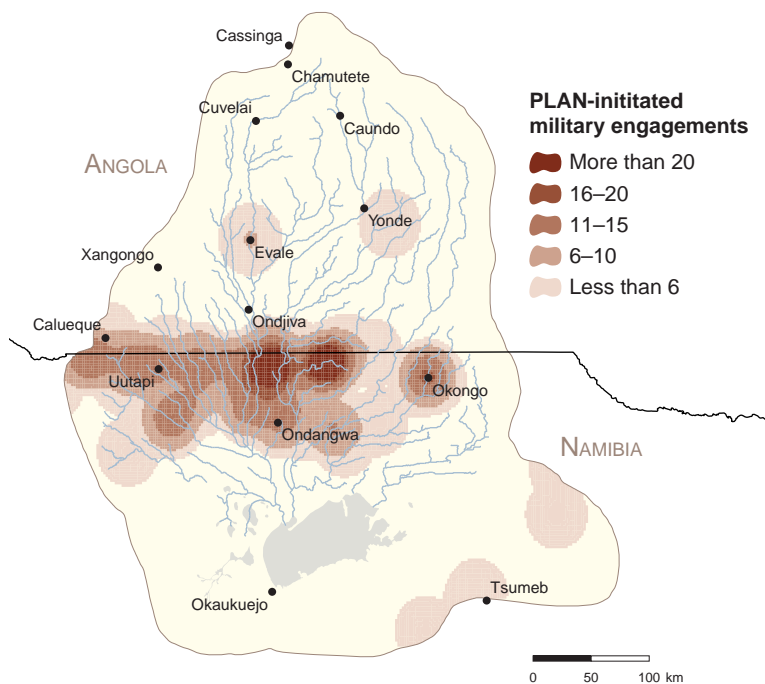 Cassinga
Chamutete
Cuvelai
Caundo
PLAN-inititated
military engagements
More than 20
16–20
11–15
6–10
Less than 6
ANGOLA
Yonde
Evale
Xangongo
Ondjiva
Calueque
Uutapi
Okongo
Ondangwa
NAMIBIA
Tsumeb
Okaukuejo
0 50 100 km